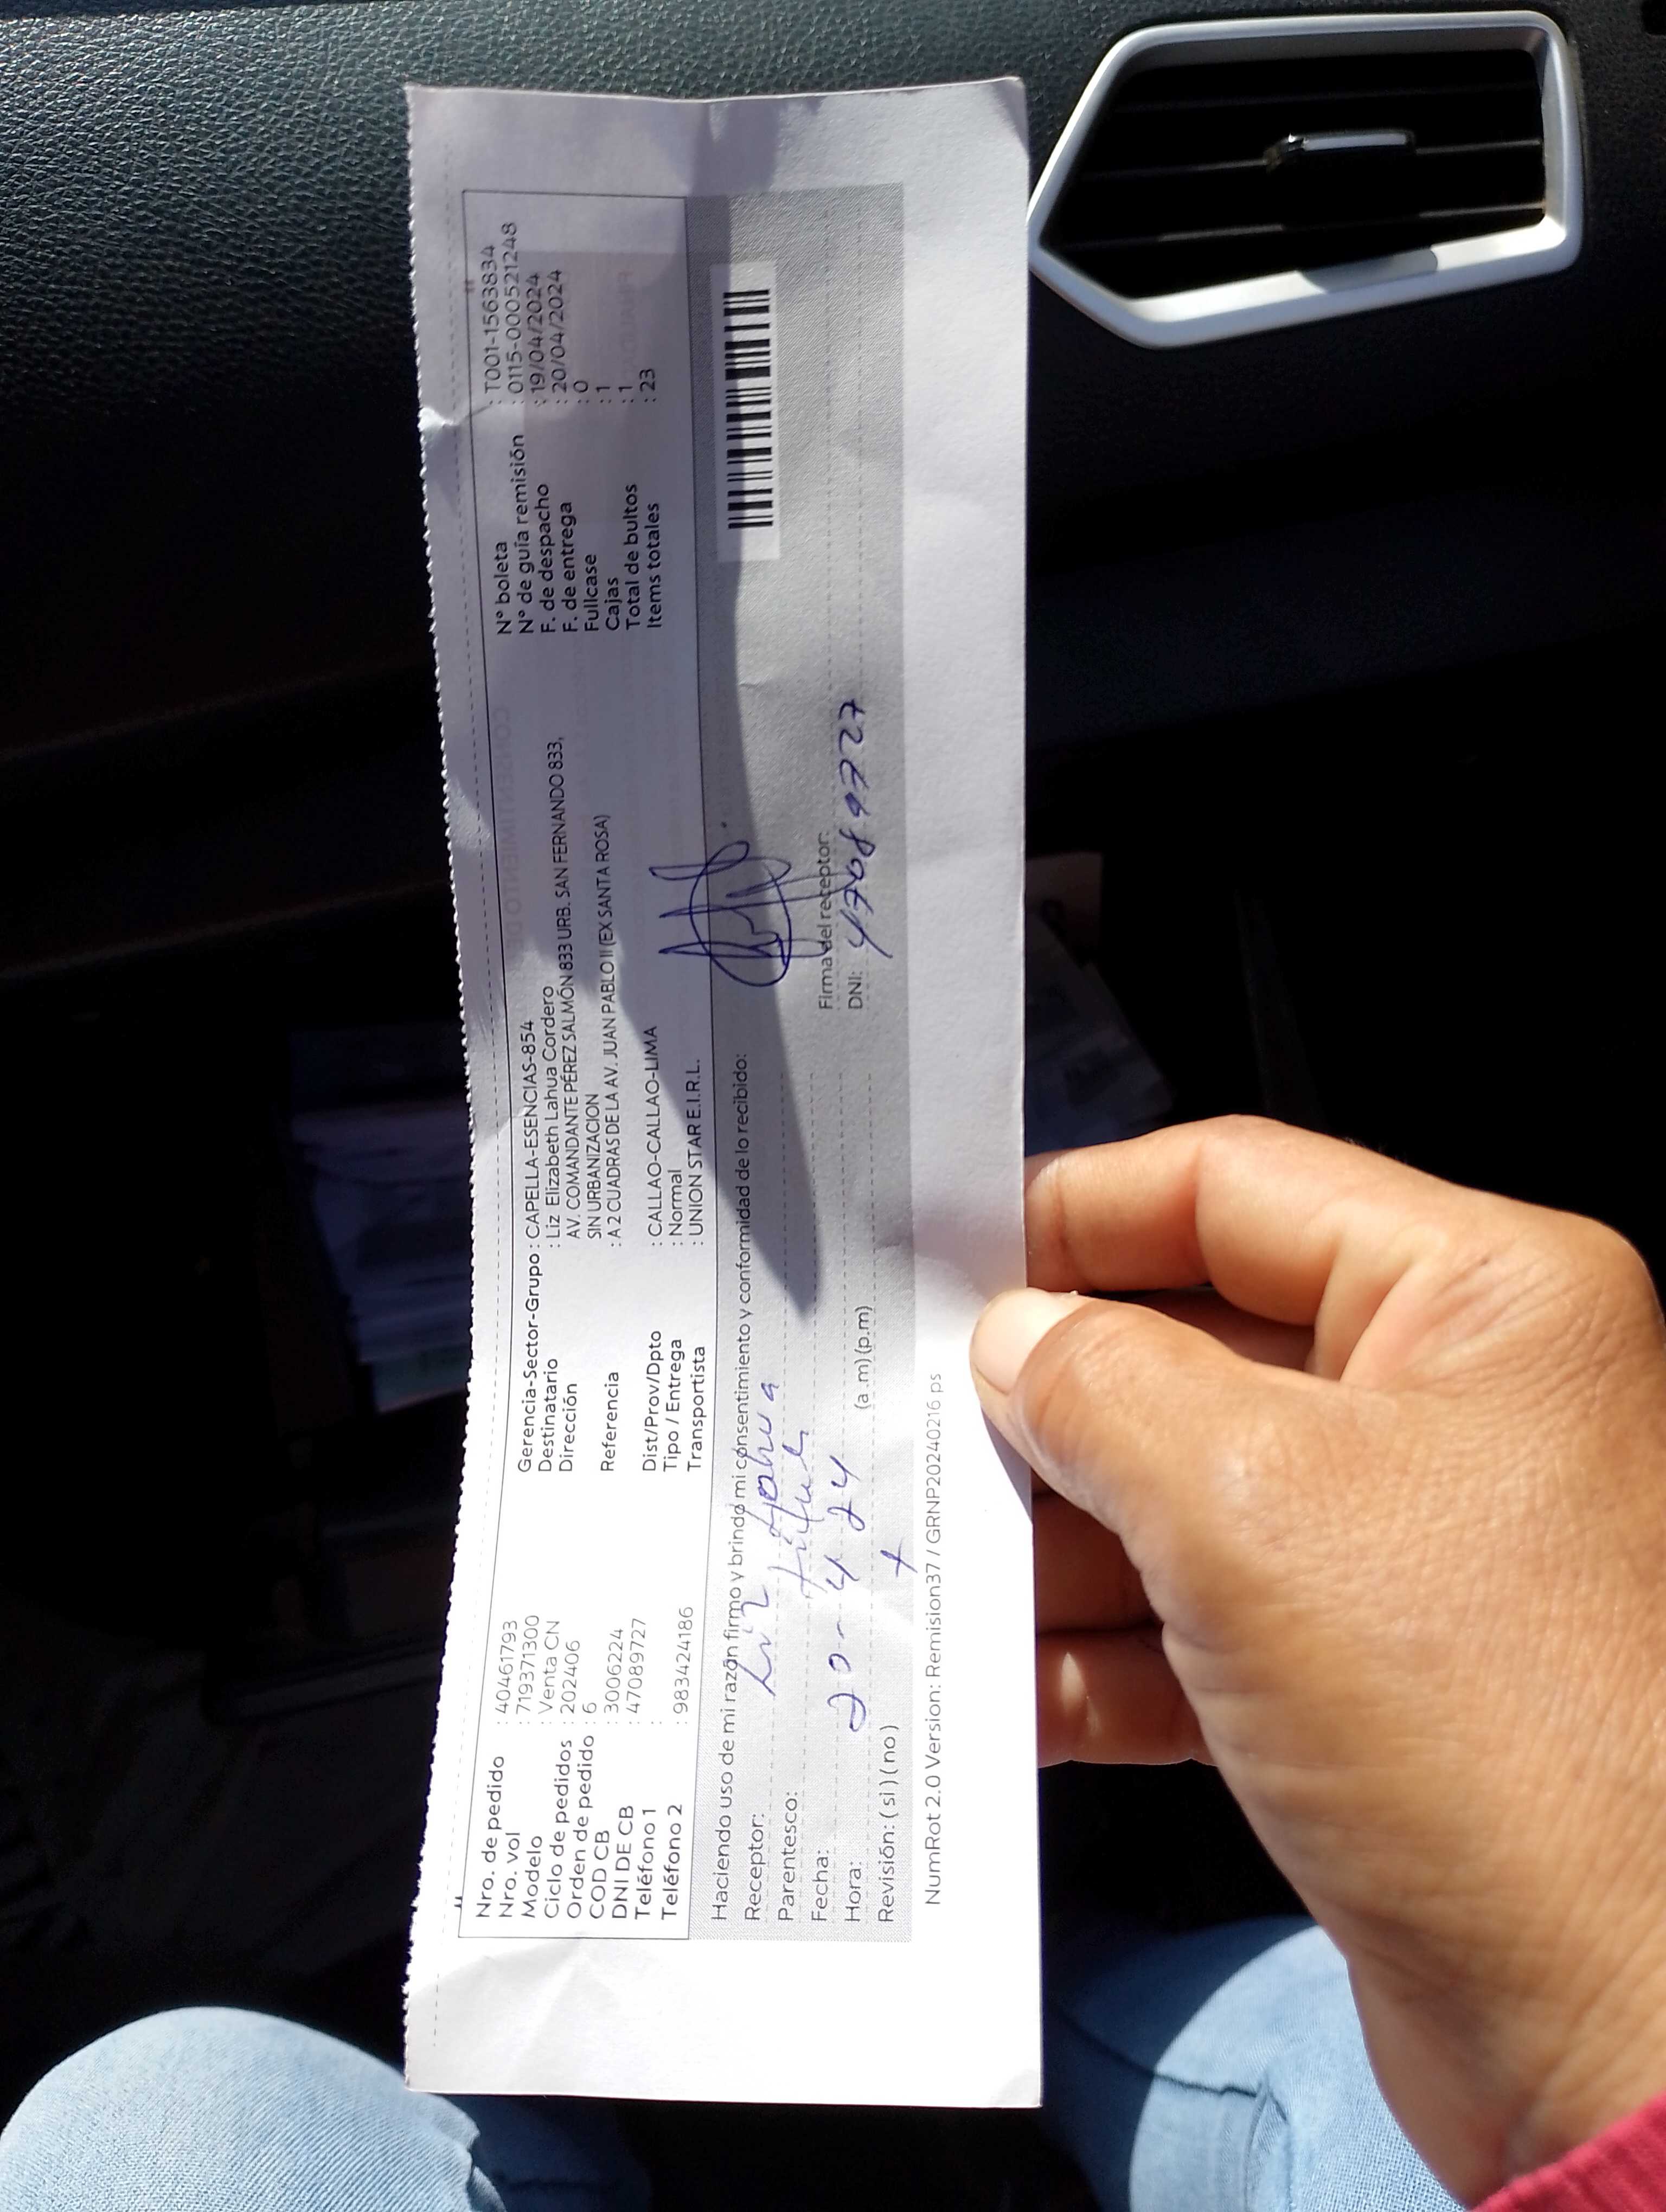 Nro. de pedido : 40461793
Nro. vol : 719371300
Modelo : Venta CN
Ciclo de pedidos : 202406
Orden de pedido : 6
COD CB : 3006224
DNI DE CB : 47089727
Teléfono 1 :
Teléfono 2 : 983424186
Gerencia-Sector-Grupo : CAPELLA-ESENCIAS-854
Destinatario : Liz Elizabeth Lahua Cordero
Dirección AV. COMANDANTE PÉREZ SALMÓN 833 URB. SAN FERNANDO 833,
SIN URBANIZACION
Referencia : A 2 CUADRAS DE LA AV. JUAN PABLO II (EX SANTA ROSA)
Dist/Prov/Dpto : CALLAO-CALLAO-LIMA
Tipo / Entrega : Normal
Transportista : UNION STAR E.I.R.L.
N° boleta : T001-1563834
N° de guía remisión : 0115-000521248
F. de despacho : 19/04/2024
F. de entrega : 20/04/2024
Fullcase : 0
Cajas : 1
Total de bultos : 1
Items totales : 23
Haciendo uso de mi razón firmo y brindo mi consentimiento y conformidad de lo recibido:
Receptor: Liz Lahua
Parentesco:
Fecha: 20-4-24
Hora: (a.m)(p.m)
Revisión: (si)(no)
Firma del receptor:
DNI: 47089727
NumRot 2.0 Version: Remision37 / GRNP20240216 ps